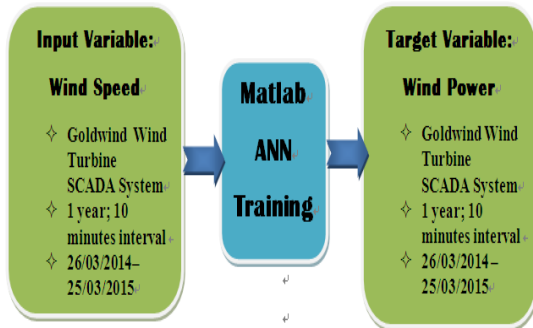 Input Variable:
Wind Speed
✧ Goldwind Wind
Turbine
SCADA System
✧ 1 year; 10
minutes interval
✧ 26/03/2014–
25/03/2015
Matlab
ANN
Training
Target Variable:
Wind Power
✧ Goldwind Wind
Turbine
SCADA System
✧ 1 year; 10
minutes interval
✧ 26/03/2014–
25/03/2015